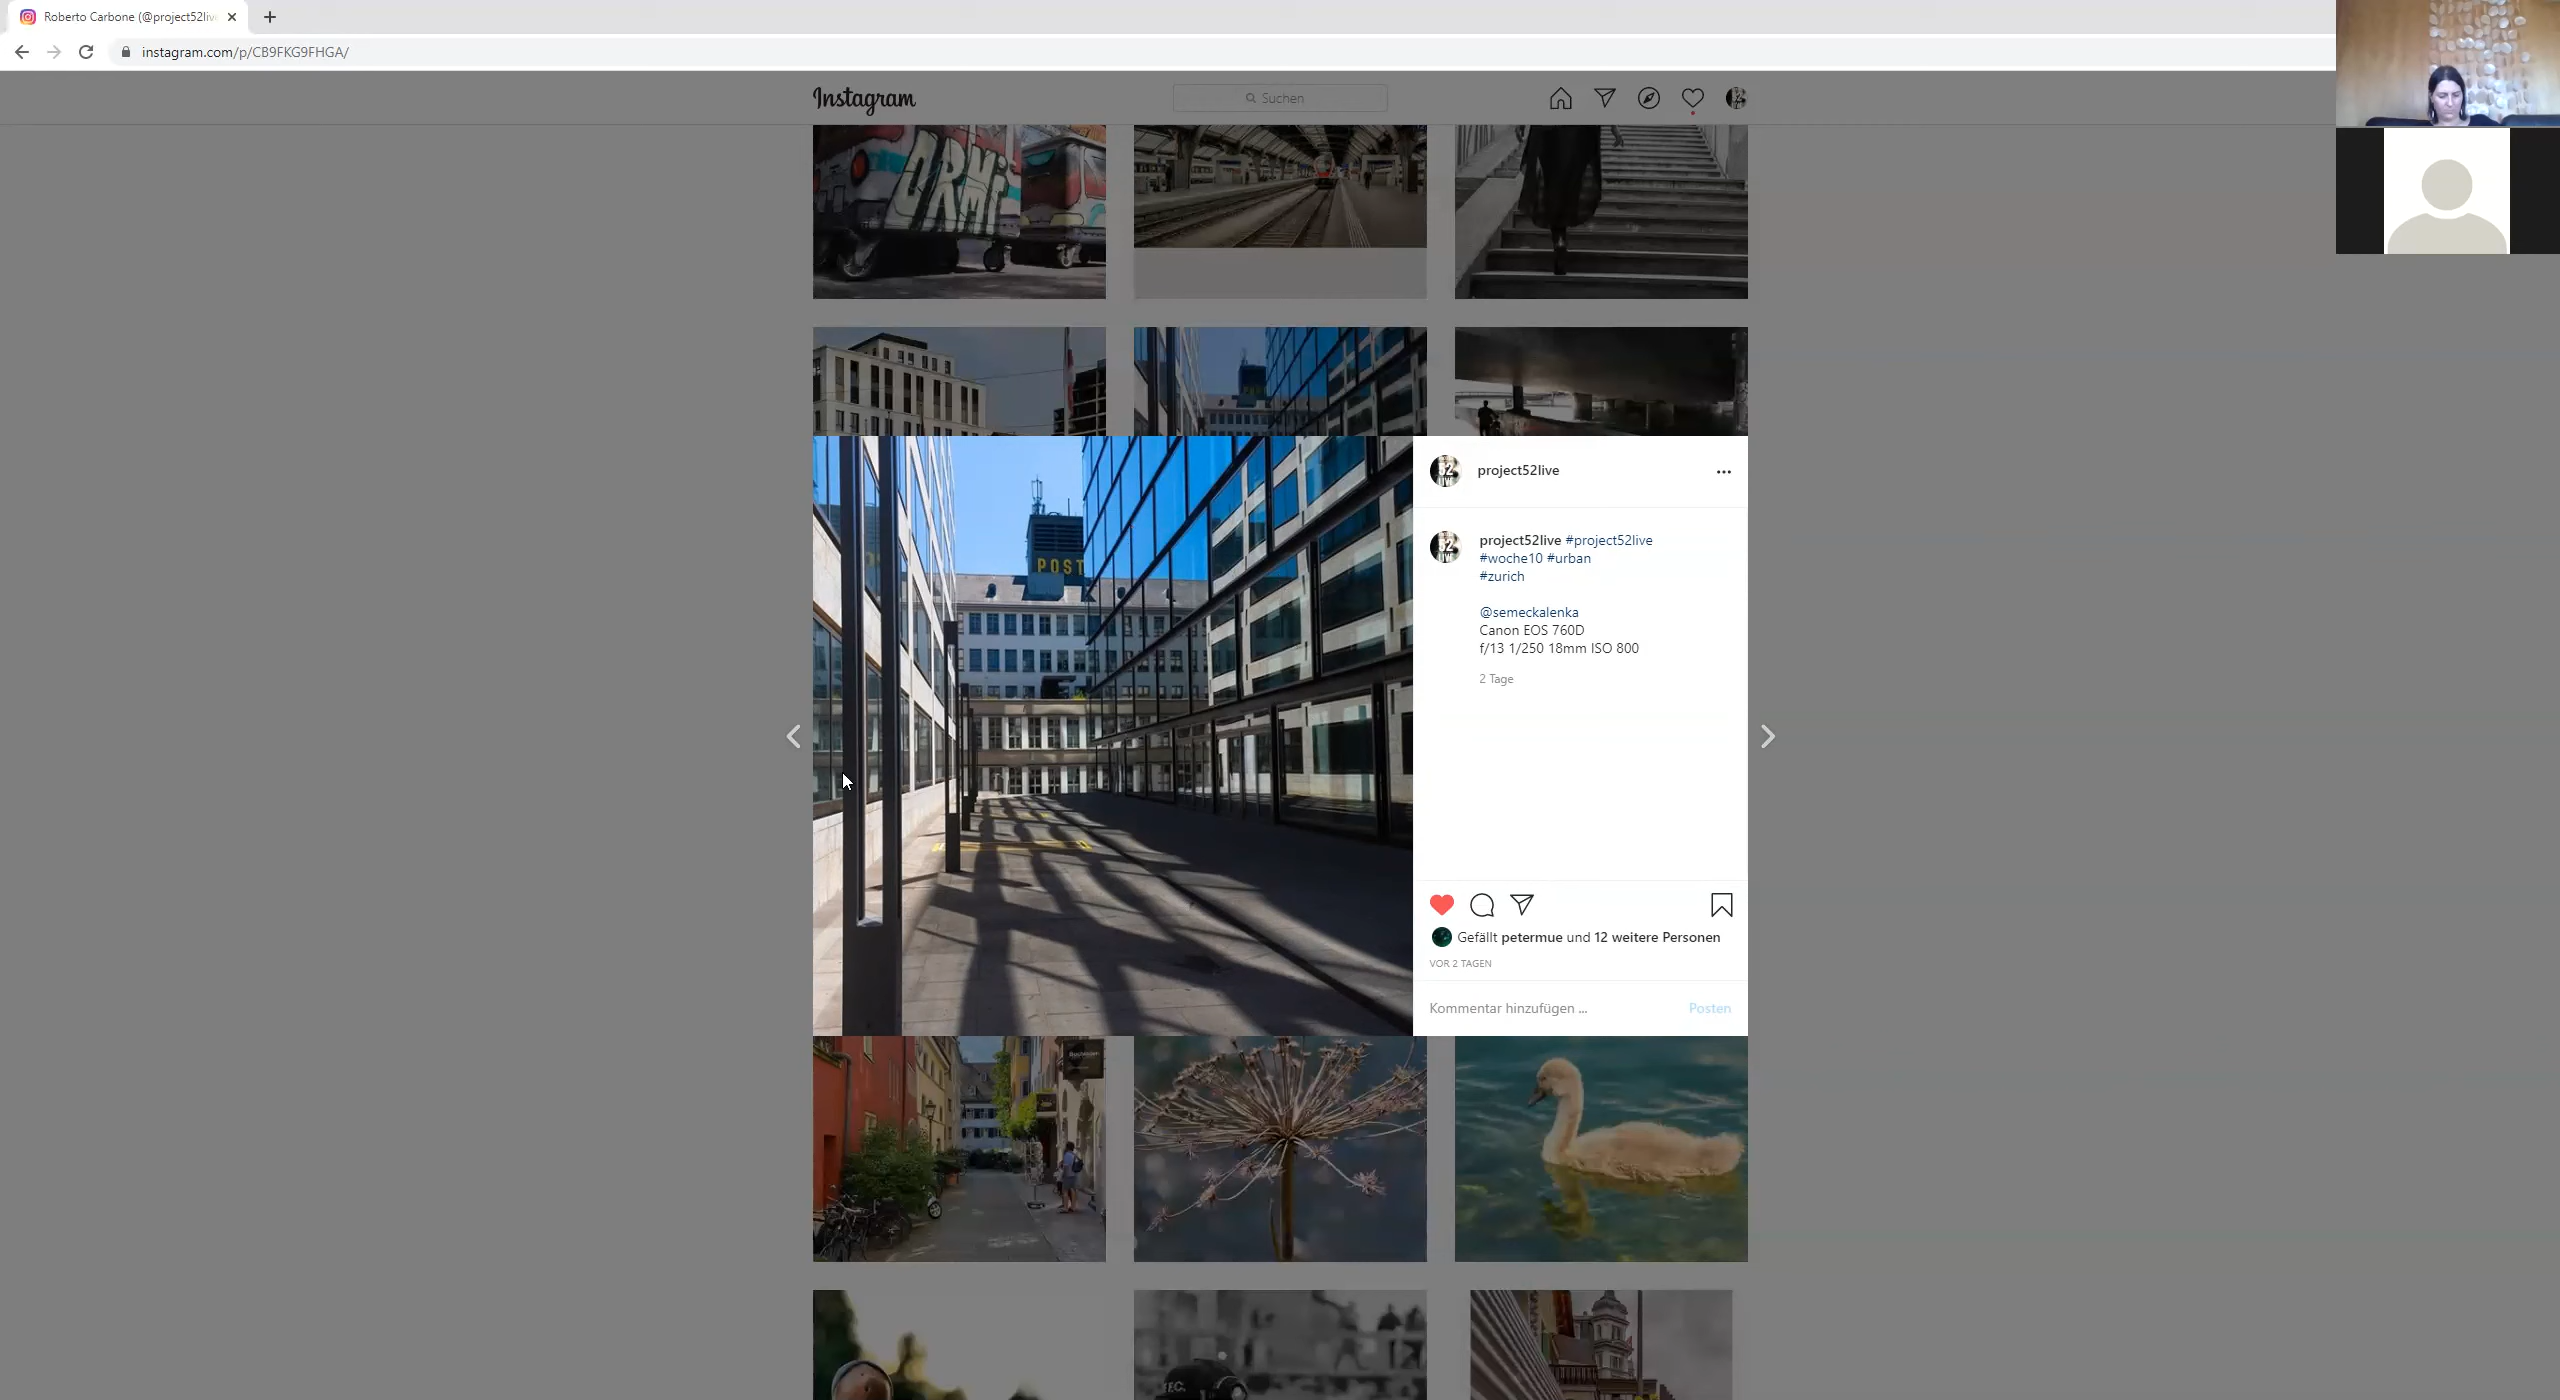 Roberto Carbone (@project52liv
instagram.com/p/CB9FKG9FHGA/
Instagram
Suchen
ORMI
POST
project52live
project52live #project52live
#woche10 #urban
#zurich
@semeckalenka
Canon EOS 760D
f/13 1/250 18mm ISO 800
2 Tage
Gefällt petermue und 12 weitere Personen
VOR 2 TAGEN
Kommentar hinzufügen ...
Posten